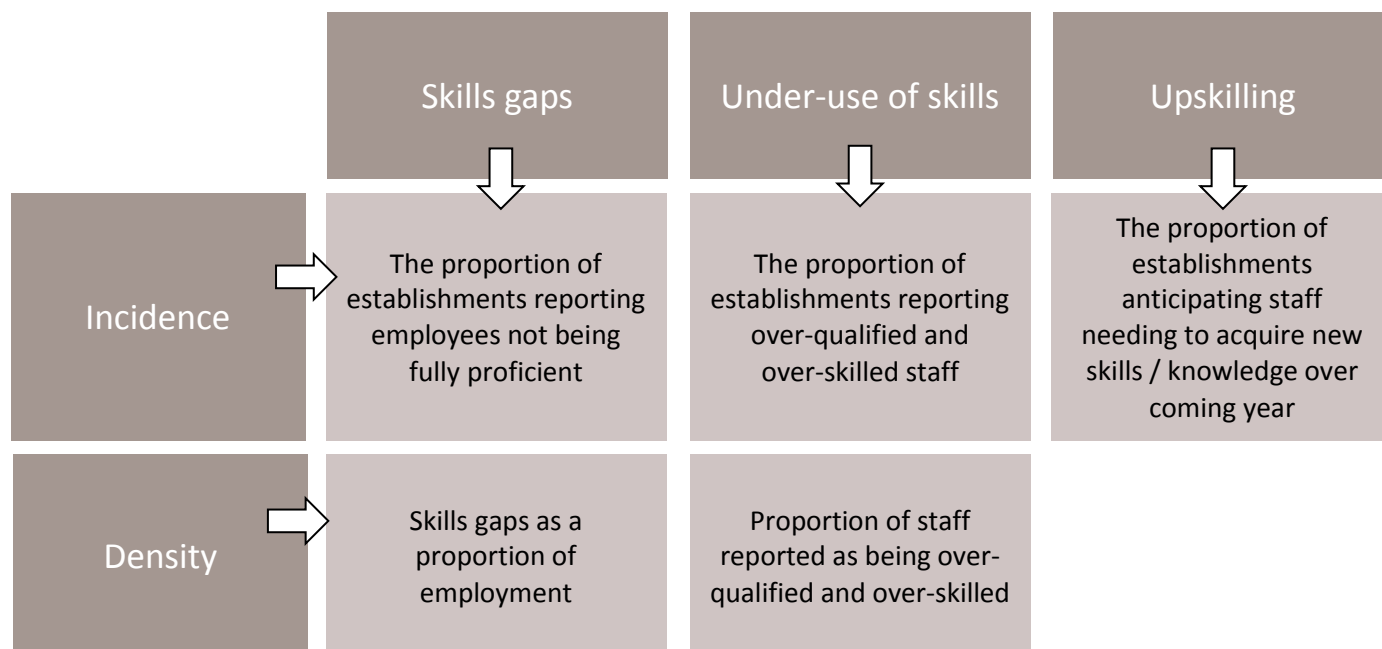 Skills gaps
Under-use of skills
Upskilling
Incidence
The proportion of
establishments reporting
employees not being
fully proficient
The proportion of
establishments reporting
over-qualified and
over-skilled staff
The proportion of
establishments
anticipating staff
needing to acquire new
skills / knowledge over
coming year
Density
Skills gaps as a
proportion of
employment
Proportion of staff
reported as being over-
qualified and over-skilled